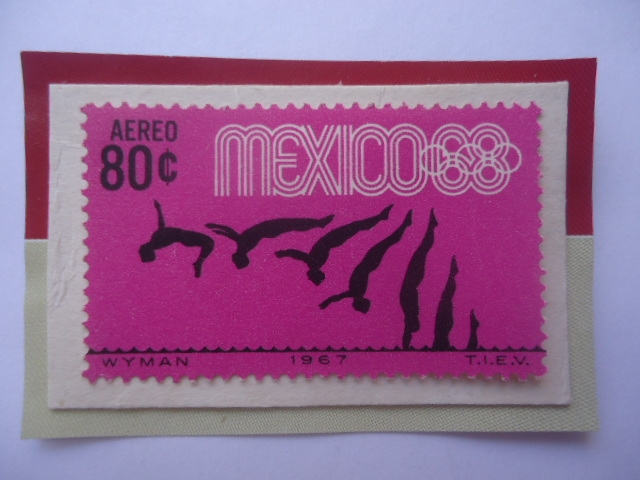 AEREO
80¢
MEXICO68
WYMAN 1967 T.I.E.V.